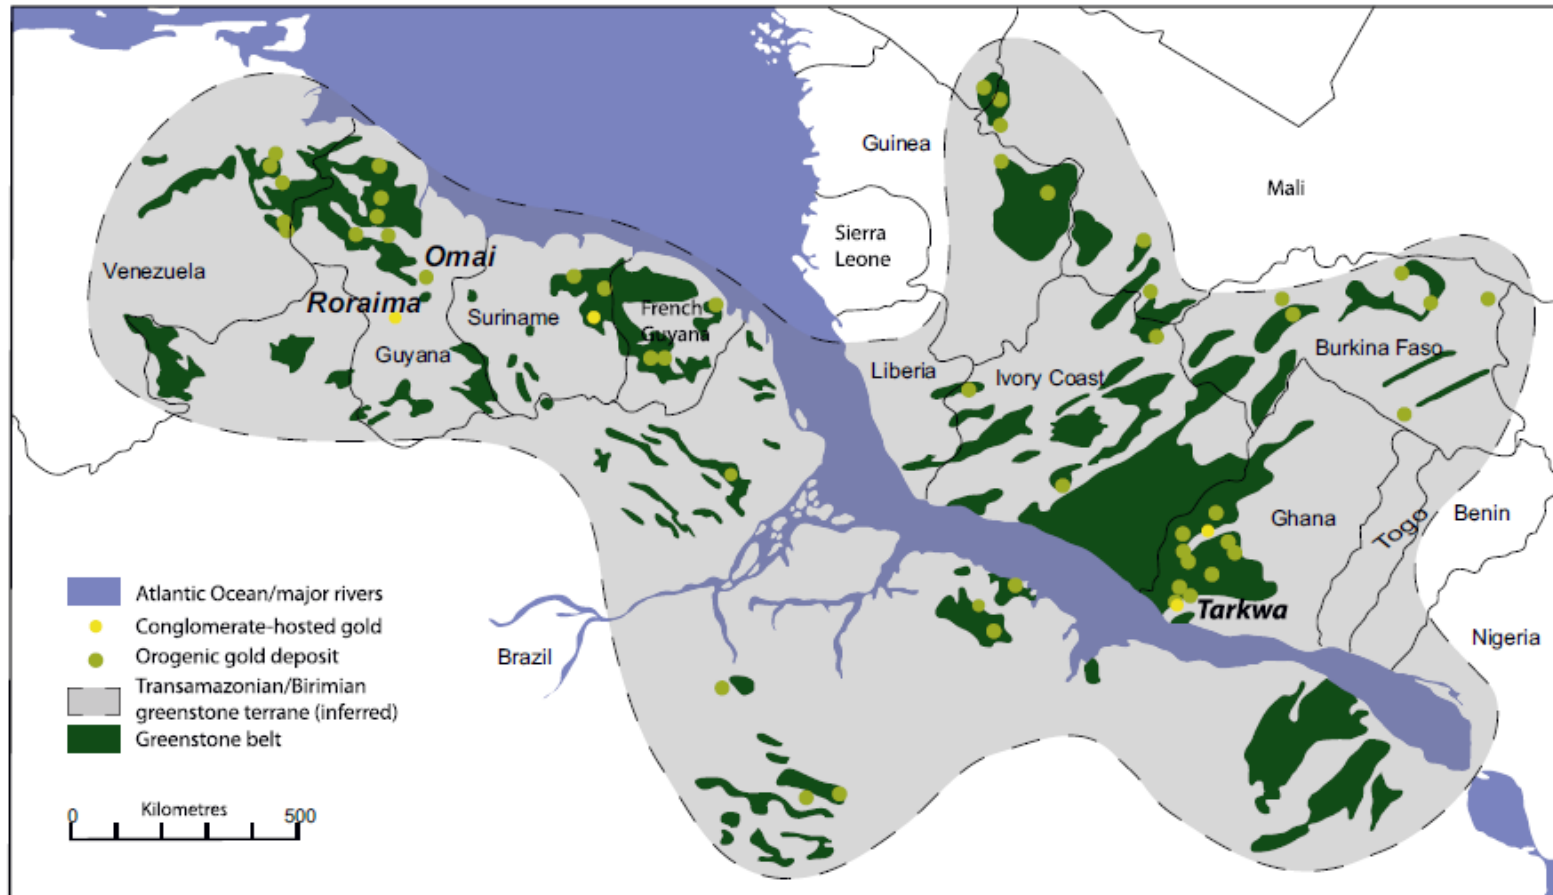 Guinea
Mali
Sierra
Leone
Omai
Venezuela
Roraima
Suriname
French
Guyana
Guyana
Liberia
Ivory Coast
Burkina Faso
Ghana
Togo
Benin
Tarkwa
Nigeria
Brazil
Atlantic Ocean/major rivers
Conglomerate-hosted gold
Orogenic gold deposit
Transamazonian/Birimian
greenstone terrane (inferred)
Greenstone belt
Kilometres
0 500